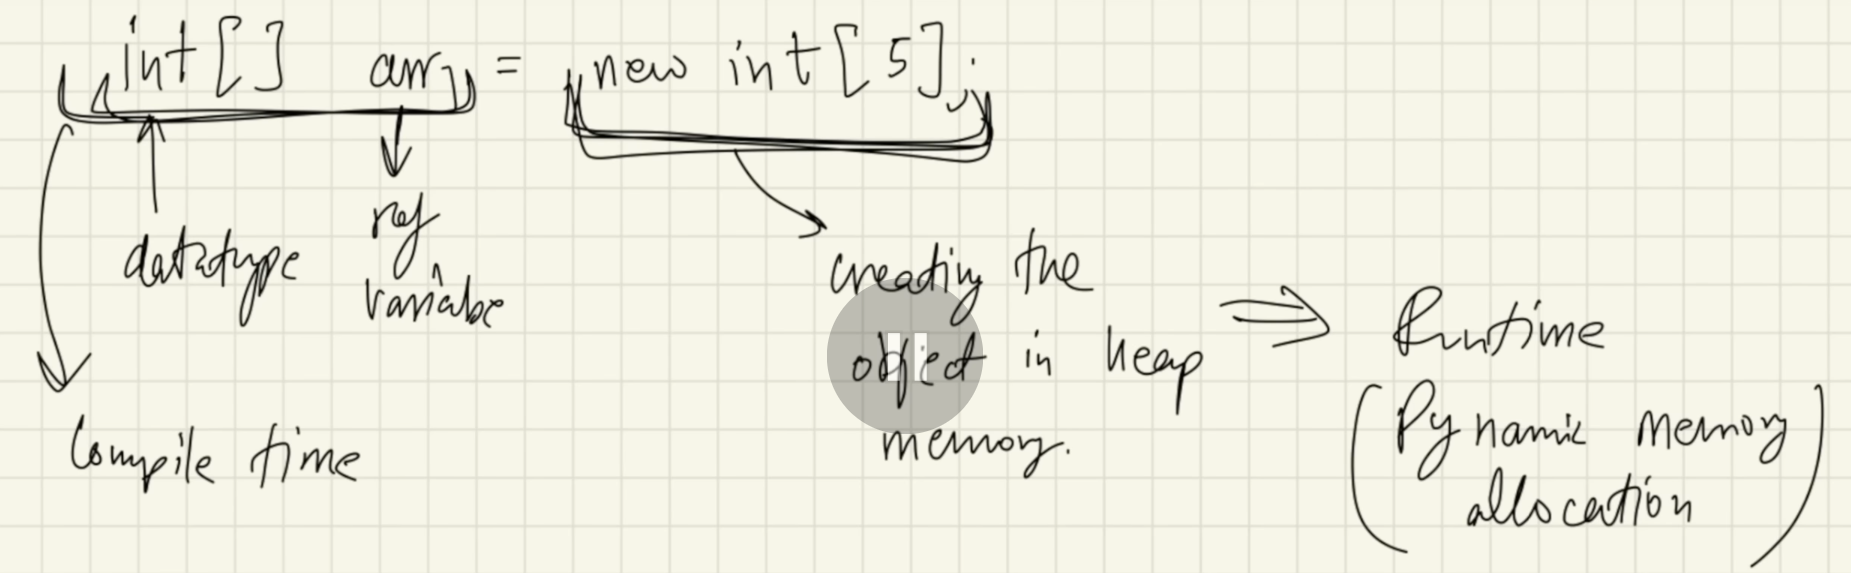 int[] arr = new int[5];
datatype
ref
variable
creating the
object in heap
memory.
Compile time
Runtime
(Dynamic memory
allocation)